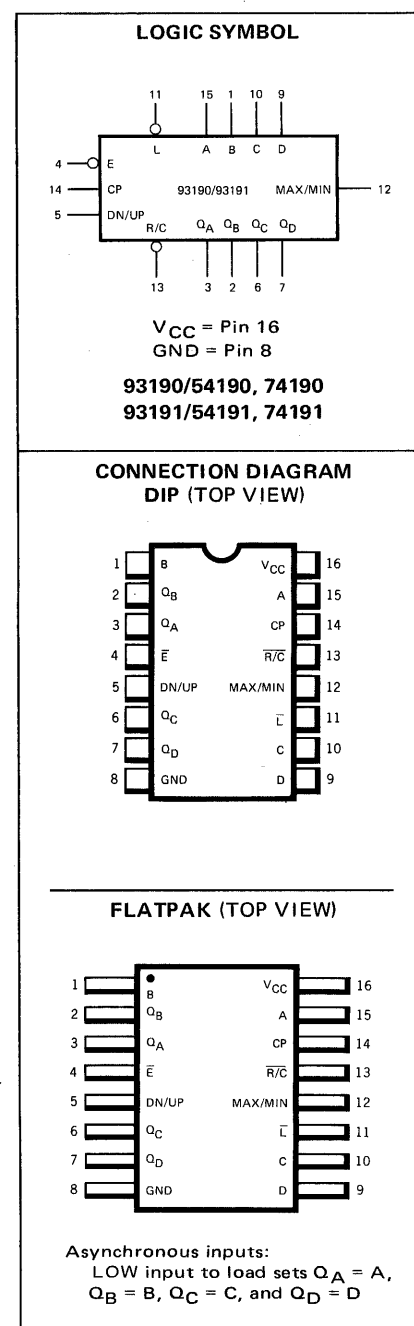 LOGIC SYMBOL
11 15 1 10 9
L A B C D
4 E
14 CP 93190/93191 MAX/MIN 12
5 DN/UP
R/C QA QB QC QD
13 3 2 6 7
VCC = Pin 16
GND = Pin 8
93190/54190, 74190
93191/54191, 74191
CONNECTION DIAGRAM
DIP (TOP VIEW)
1 B VCC 16
2 QB A 15
3 QA CP 14
4 E̅ R/C̅ 13
5 DN/UP MAX/MIN 12
6 QC L̅ 11
7 QD C 10
8 GND D 9
FLATPAK (TOP VIEW)
1 B VCC 16
2 QB A 15
3 QA CP 14
4 E̅ R/C̅ 13
5 DN/UP MAX/MIN 12
6 QC L̅ 11
7 QD C 10
8 GND D 9
Asynchronous inputs:
LOW input to load sets QA = A,
QB = B, QC = C, and QD = D